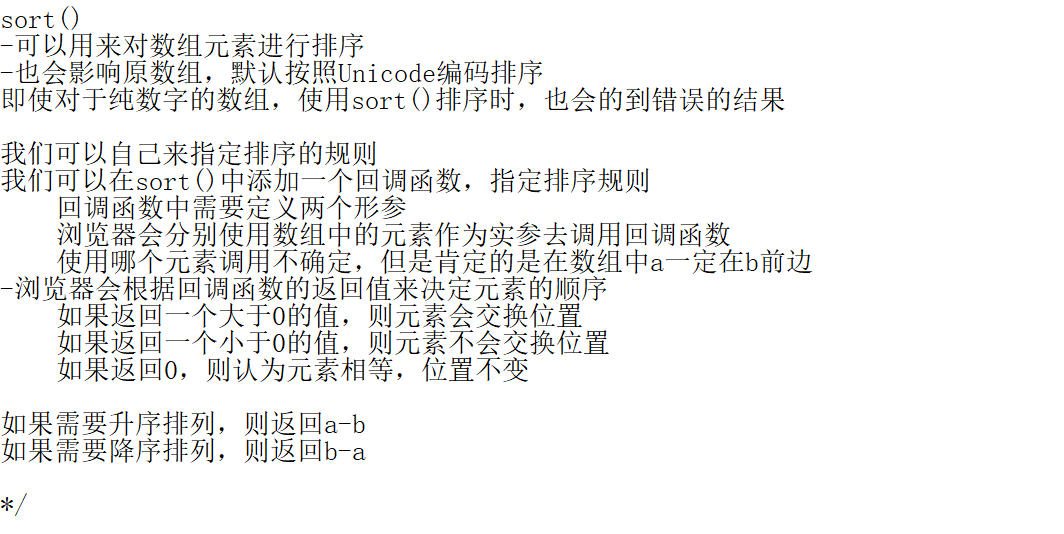 sort()
-可以用来对数组元素进行排序
-也会影响原数组，默认按照Unicode编码排序
即使对于纯数字的数组，使用sort()排序时，也会的到错误的结果
我们可以自己来指定排序的规则
我们可以在sort()中添加一个回调函数，指定排序规则
回调函数中需要定义两个形参
浏览器会分别使用数组中的元素作为实参去调用回调函数
使用哪个元素调用不确定，但是肯定的是在数组中a一定在b前边
-浏览器会根据回调函数的返回值来决定元素的顺序
如果返回一个大于0的值，则元素会交换位置
如果返回一个小于0的值，则元素不会交换位置
如果返回0，则认为元素相等，位置不变
如果需要升序排列，则返回a-b
如果需要降序排列，则返回b-a
*/